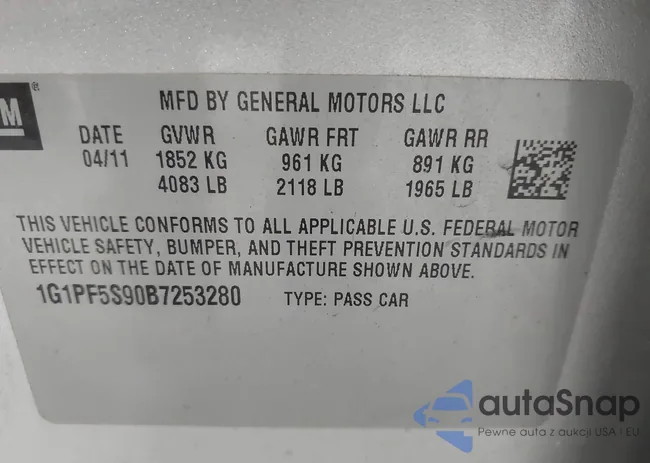 M ®
MFD BY GENERAL MOTORS LLC
DATE GVWR GAWR FRT GAWR RR
04/11 1852 KG 961 KG 891 KG
4083 LB 2118 LB 1965 LB
THIS VEHICLE CONFORMS TO ALL APPLICABLE U.S. FEDERAL MOTOR
VEHICLE SAFETY, BUMPER, AND THEFT PREVENTION STANDARDS IN
EFFECT ON THE DATE OF MANUFACTURE SHOWN ABOVE.
1G1PF5S90B7253280 TYPE: PASS CAR
autoSnap
Pewne auta z aukcji USA i EU